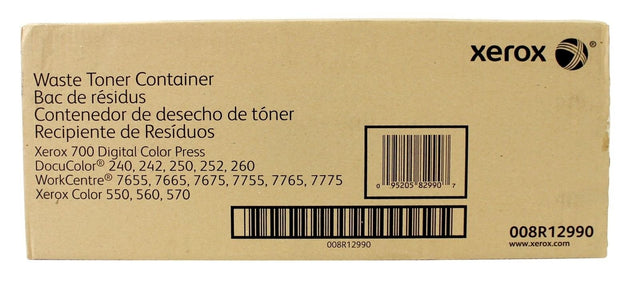 xerox ®
Waste Toner Container
Bac de résidus
Contenedor de desecho de tóner
Recipiente de Resíduos
Xerox 700 Digital Color Press
DocuColor® 240, 242, 250, 252, 260
WorkCentre® 7655, 7665, 7675, 7755, 7765, 7775
Xerox Color 550, 560, 570
0 95205 82990 7
008R12990
008R12990
www.xerox.com